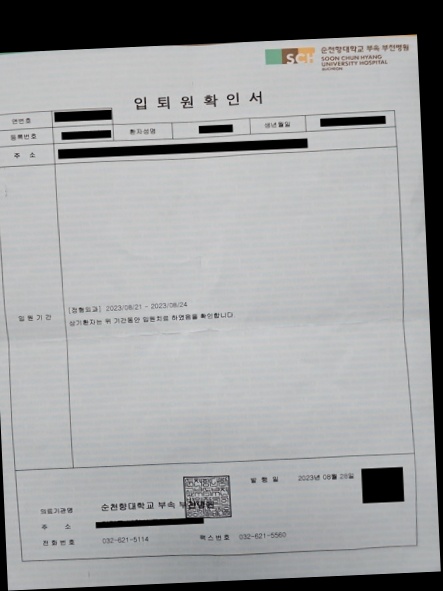 SCH 순천향대학교 부속 부천병원
SOON CHUN HYANG
UNIVERSITY HOSPITAL
BUCHEON
입퇴원확인서
연번호
등록번호 환자성명 생년월일
주 소
입원기간
[정형외과] 2023/08/21 - 2023/08/24
상기환자는 위 기간동안 입원치료 하였음을 확인합니다.
발 행 일 2023년 08월 28일
의료기관명 순천향대학교 부속 부천병원
주 소
전화번호 032-621-5114 팩스번호 032-621-5560